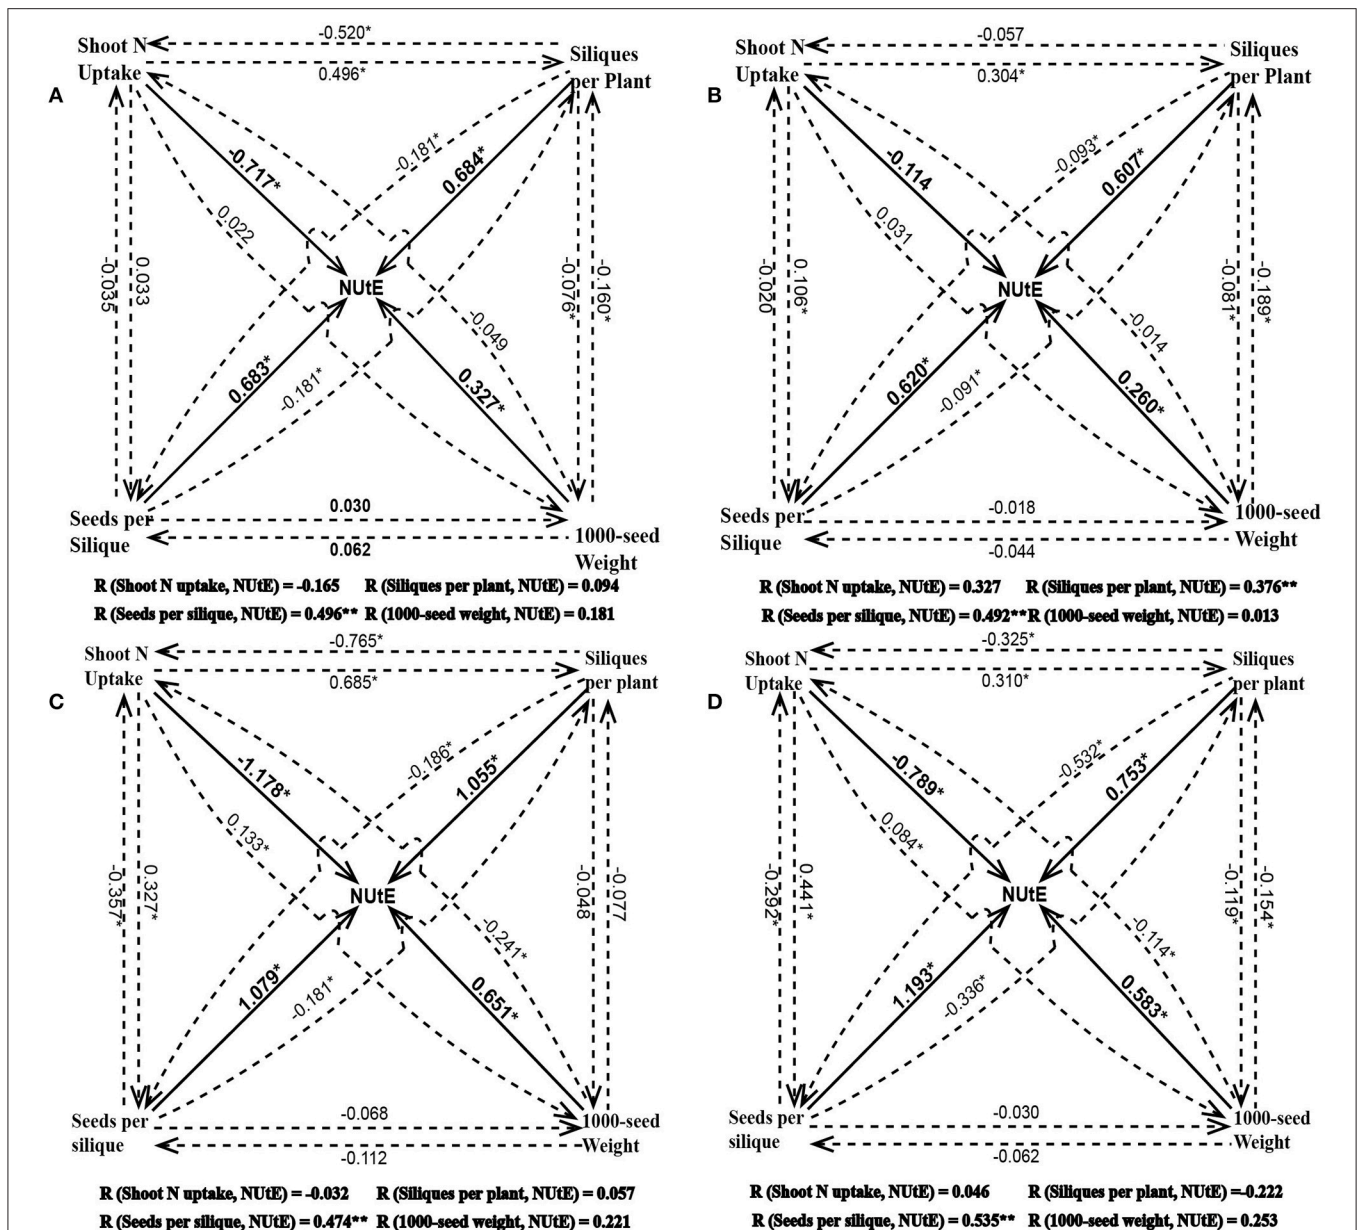 -0.520*
Shoot N
Uptake
Siliques
per Plant
0.496*
A
-0.181*
-0.717*
0.684*
0.022
-0.035
0.033
NUtE
-0.076*
-0.160*
-0.049
0.683*
-0.181*
0.327*
Seeds per
Silique
0.030
0.062
1000-seed
Weight
R (Shoot N uptake, NUtE) = -0.165 R (Siliques per plant, NUtE) = 0.094
R (Seeds per silique, NUtE) = 0.496** R (1000-seed weight, NUtE) = 0.181
-0.057
Shoot N
Uptake
Siliques
per Plant
0.304*
B
-0.093*
-0.114
0.607*
0.031
-0.020
0.106*
NUtE
-0.081*
-0.189*
-0.014
0.620*
-0.091*
0.260*
Seeds per
Silique
-0.018
-0.044
1000-seed
Weight
R (Shoot N uptake, NUtE) = 0.327 R (Siliques per plant, NUtE) = 0.376**
R (Seeds per silique, NUtE) = 0.492** R (1000-seed weight, NUtE) = 0.013
-0.765*
Shoot N
Uptake
Siliques
per plant
0.685*
C
-0.186*
-1.178*
1.055*
0.133*
-0.357*
0.327*
NUtE
-0.048
-0.077
-0.241*
1.079*
-0.181*
0.651*
Seeds per
silique
-0.068
-0.112
1000-seed
Weight
R (Shoot N uptake, NUtE) = -0.032 R (Siliques per plant, NUtE) = 0.057
R (Seeds per silique, NUtE) = 0.474** R (1000-seed weight, NUtE) = 0.221
-0.325*
Shoot N
Uptake
Siliques
per plant
0.310*
D
-0.532*
-0.789*
0.753*
0.084*
-0.292*
0.441*
NUtE
-0.119*
-0.154*
-0.114*
1.193*
-0.336*
0.583*
Seeds per
silique
-0.030
-0.062
1000-seed
Weight
R (Shoot N uptake, NUtE) = 0.046 R (Siliques per plant, NUtE) =-0.222
R (Seeds per silique, NUtE) = 0.535** R (1000-seed weight, NUtE) = 0.253